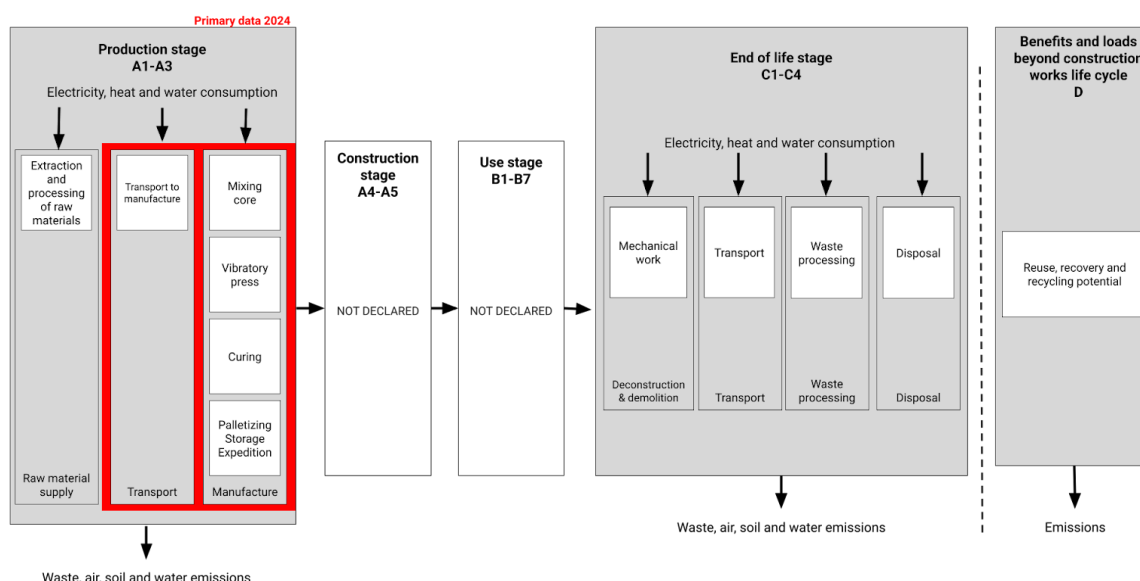 Primary data 2024
Production stage
A1-A3
Electricity, heat and water consumption
Extraction
and
processing
of raw
materials
Raw material
supply
Transport to
manufacture
Transport
Mixing
core
Vibratory
press
Curing
Palletizing
Storage
Expedition
Manufacture
Waste, air, soil and water emissions
Construction
stage
A4-A5
NOT DECLARED
Use stage
B1-B7
NOT DECLARED
End of life stage
C1-C4
Electricity, heat and water consumption
Mechanical
work
Deconstruction
& demolition
Transport
Transport
Waste
processing
Waste
processing
Disposal
Disposal
Waste, air, soil and water emissions
Benefits and loads
beyond construction
works life cycle
D
Reuse, recovery and
recycling potential
Emissions